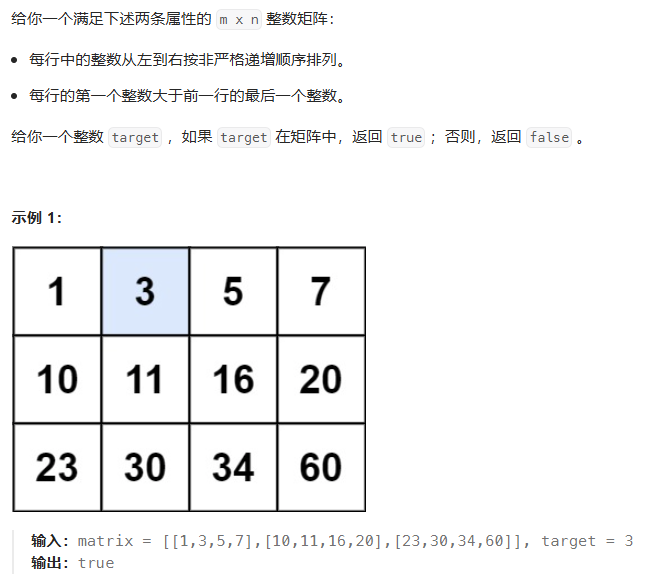 给你一个满足下述两条属性的 m x n 整数矩阵：
• 每行中的整数从左到右按非严格递增顺序排列。
• 每行的第一个整数大于前一行的最后一个整数。
给你一个整数 target ，如果 target 在矩阵中，返回 true ；否则，返回 false 。
示例 1：
1 3 5 7
10 11 16 20
23 30 34 60
输入：matrix = [[1,3,5,7],[10,11,16,20],[23,30,34,60]], target = 3
输出：true